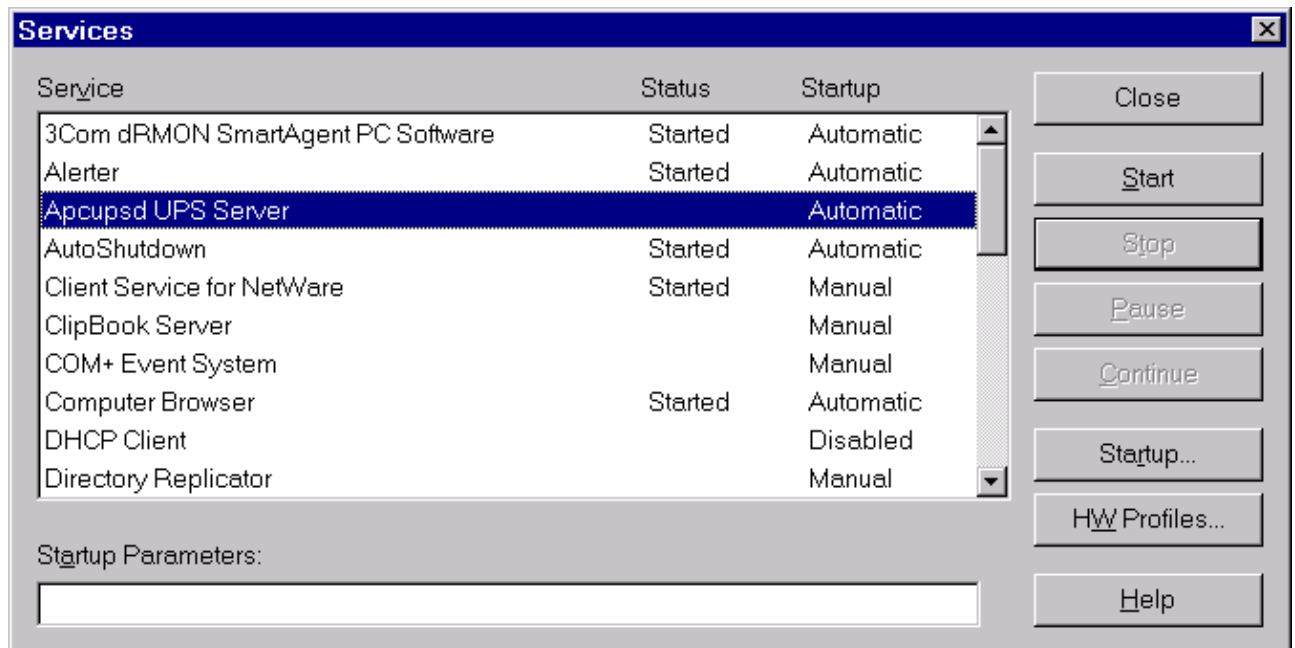 Services
Service Status Startup
3Com dRMON SmartAgent PC Software Started Automatic
Alerter Started Automatic
Apcupsd UPS Server Automatic
AutoShutdown Started Automatic
Client Service for NetWare Started Manual
ClipBook Server Manual
COM+ Event System Manual
Computer Browser Started Automatic
DHCP Client Disabled
Directory Replicator Manual
Startup Parameters:
Close
Start
Stop
Pause
Continue
Startup...
HW Profiles...
Help